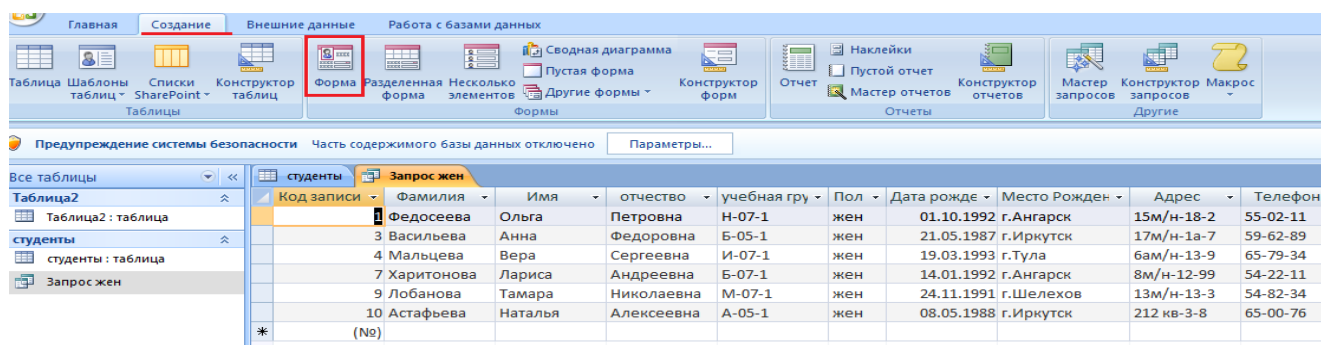 Главная Создание Внешние данные Работа с базами данных
Таблица Шаблоны таблиц Списки SharePoint Конструктор таблиц
Таблицы
Форма Разделенная форма Несколько элементов Сводная диаграмма Пустая форма Другие формы Конструктор форм
Формы
Отчет Наклейки Пустой отчет Мастер отчетов Конструктор отчетов
Отчеты
Мастер запросов Конструктор запросов Макрос
Другие
Предупреждение системы безопасности Часть содержимого базы данных отключено Параметры...
Все таблицы
Таблица2
Таблица2 : таблица
студенты
студенты : таблица
Запрос жен
студенты Запрос жен
Код записи Фамилия Имя отчество учебная гру Пол Дата рожде Место Рожден Адрес Телефон
1 Федосеева Ольга Петровна Н-07-1 жен 01.10.1992 г.Ангарск 15м/н-18-2 55-02-11
3 Васильева Анна Федоровна Б-05-1 жен 21.05.1987 г.Иркутск 17м/н-1а-7 59-62-89
4 Мальцева Вера Сергеевна И-07-1 жен 19.03.1993 г.Тула 6ам/н-13-9 65-79-34
7 Харитонова Лариса Андреевна Б-07-1 жен 14.01.1992 г.Ангарск 8м/н-12-99 54-22-11
9 Лобанова Тамара Николаевна М-07-1 жен 24.11.1991 г.Шелехов 13м/н-13-3 54-82-34
10 Астафьева Наталья Алексеевна А-05-1 жен 08.05.1988 г.Иркутск 212 кв-3-8 65-00-76
(№)